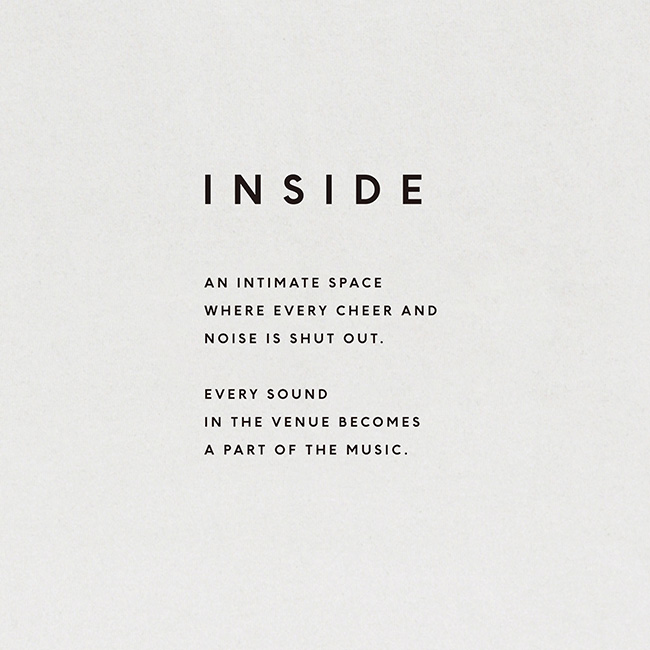 INSIDE
AN INTIMATE SPACE
WHERE EVERY CHEER AND
NOISE IS SHUT OUT.
EVERY SOUND
IN THE VENUE BECOMES
A PART OF THE MUSIC.